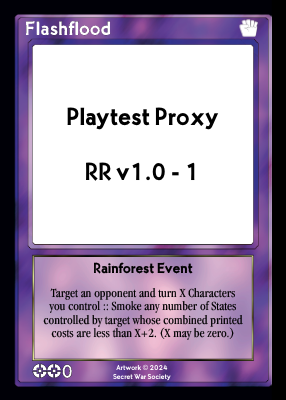 Flashflood
Playtest Proxy
RR v1.0 - 1
Rainforest Event
Target an opponent and turn X Characters
you control :: Smoke any number of States
controlled by target whose combined printed
costs are less than X+2. (X may be zero.)
0
Artwork © 2024
Secret War Society